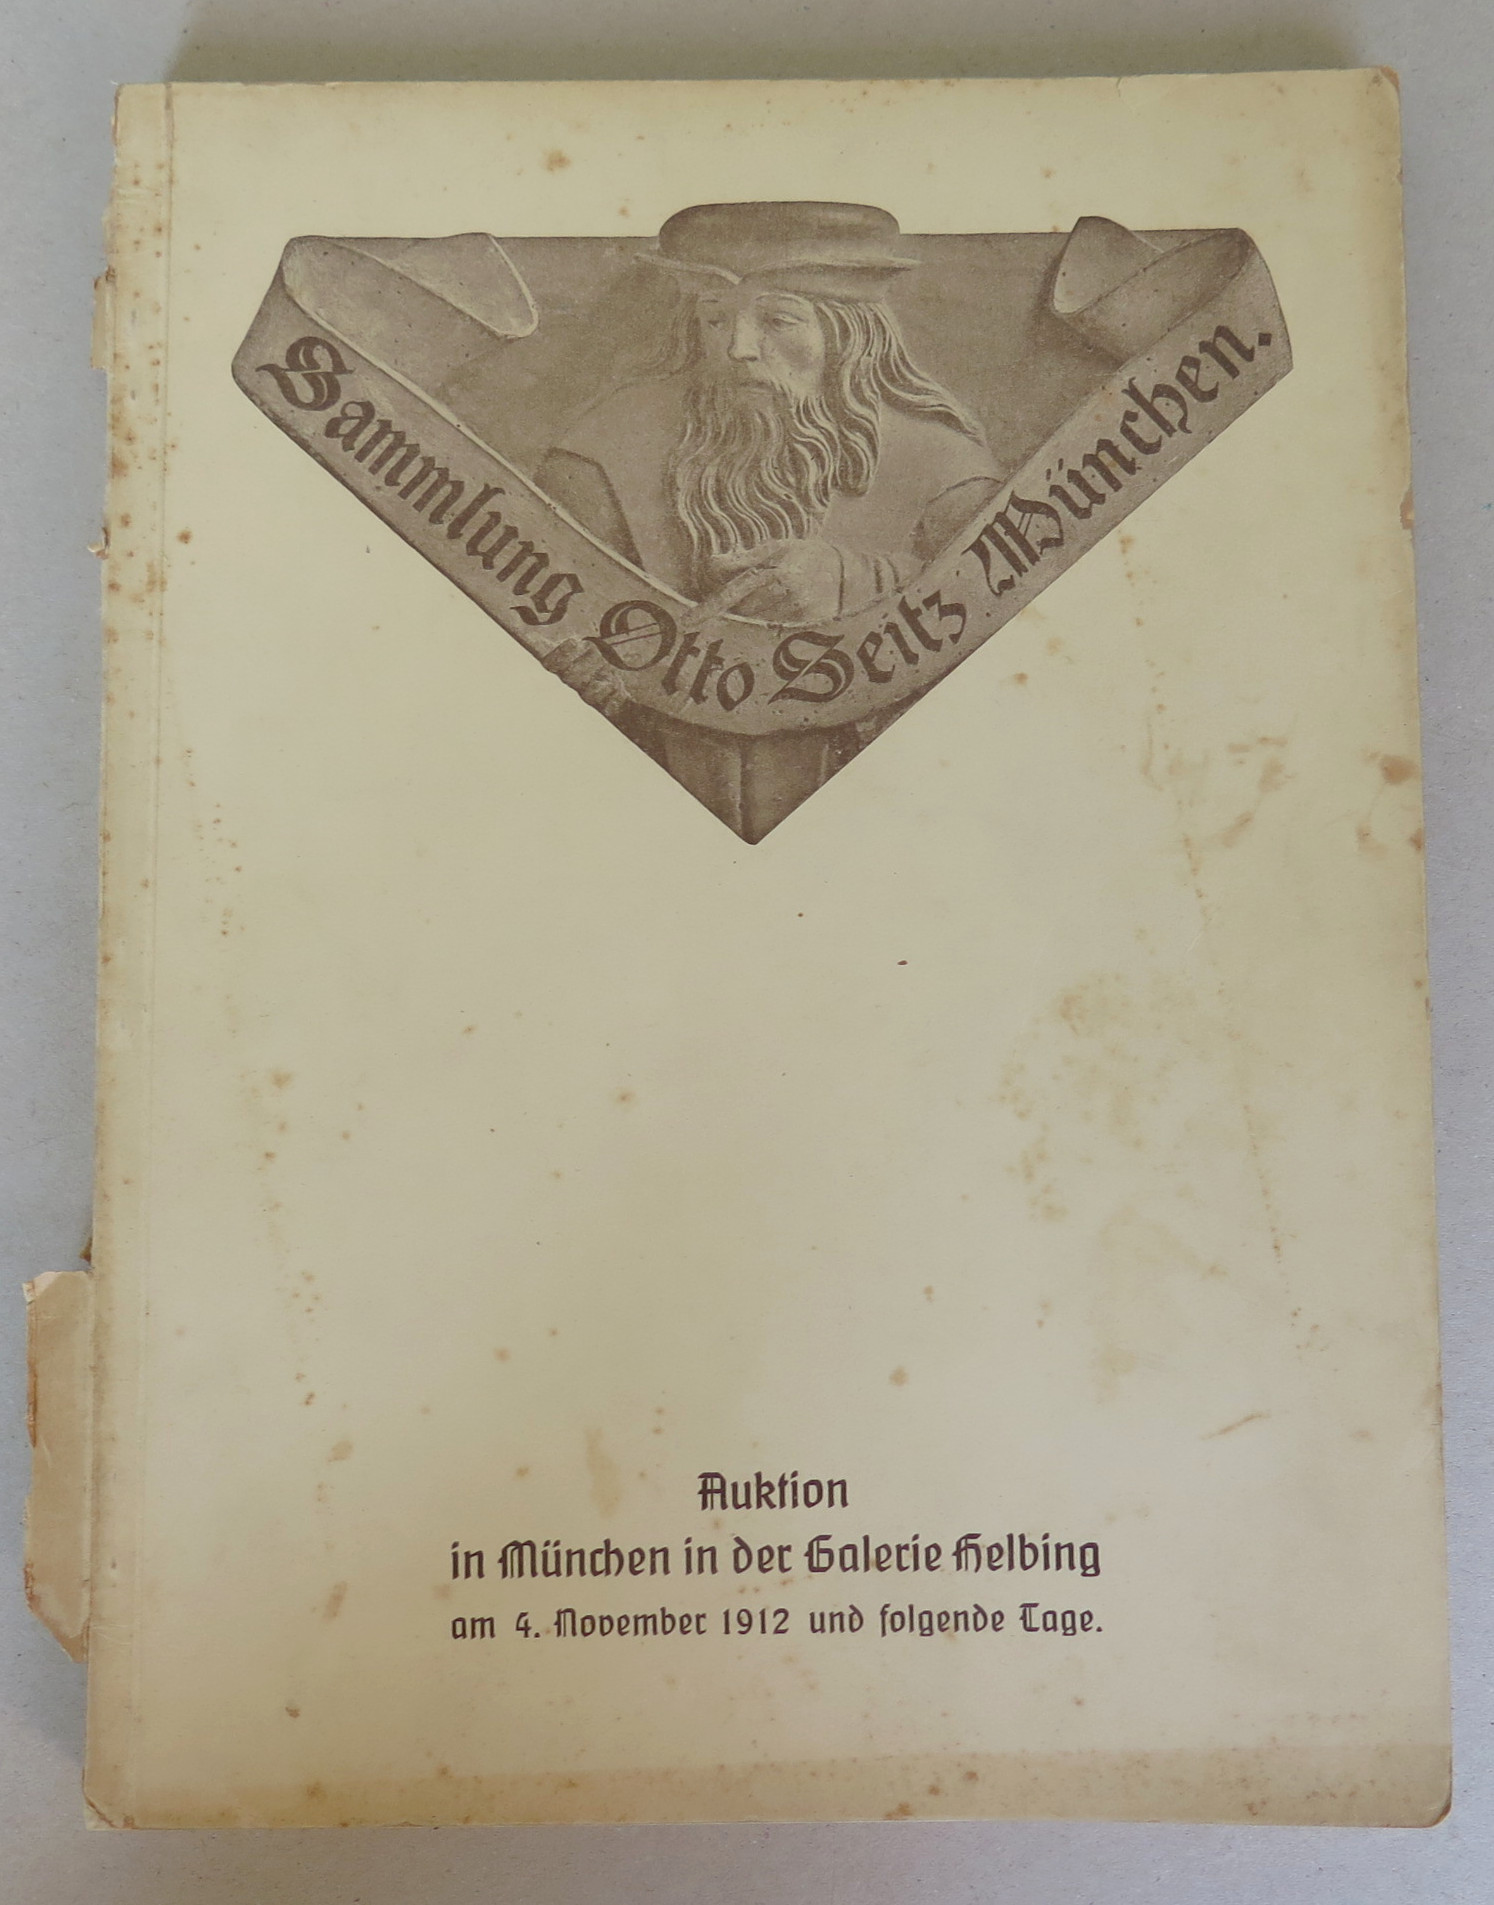 Sammlung Otto Seitz München.
Auktion
in München in der Galerie Helbing
am 4. November 1912 und folgende Tage.